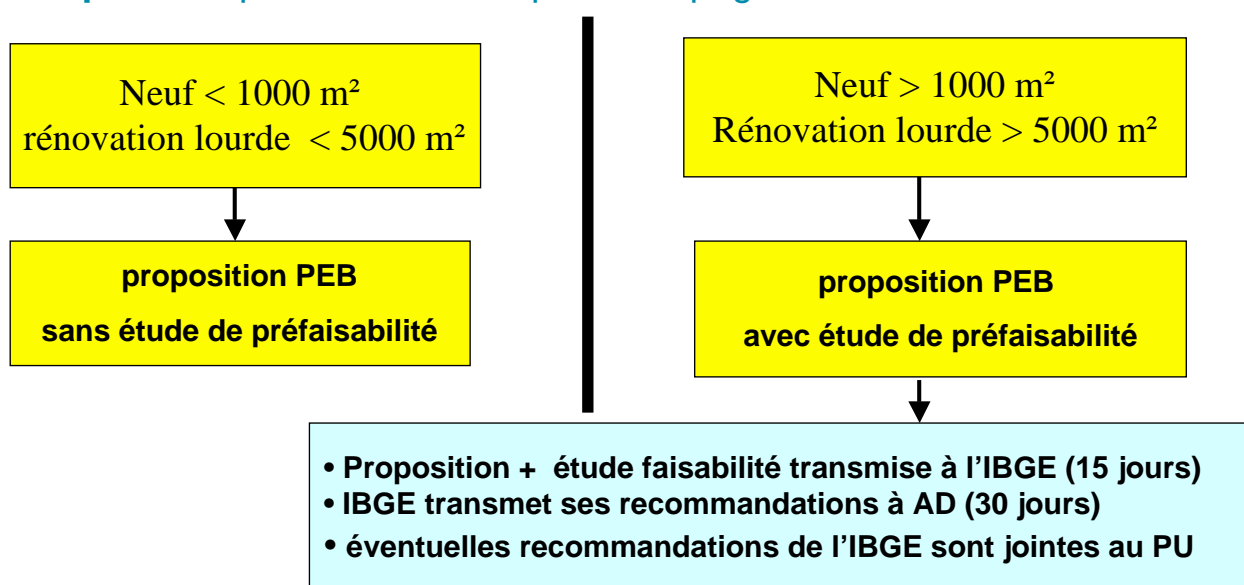 Neuf < 1000 m²
rénovation lourde < 5000 m²
proposition PEB
sans étude de préfaisabilité
Neuf > 1000 m²
Rénovation lourde > 5000 m²
proposition PEB
avec étude de préfaisabilité
• Proposition + étude faisabilité transmise à l’IBGE (15 jours)
• IBGE transmet ses recommandations à AD (30 jours)
• éventuelles recommandations de l’IBGE sont jointes au PU